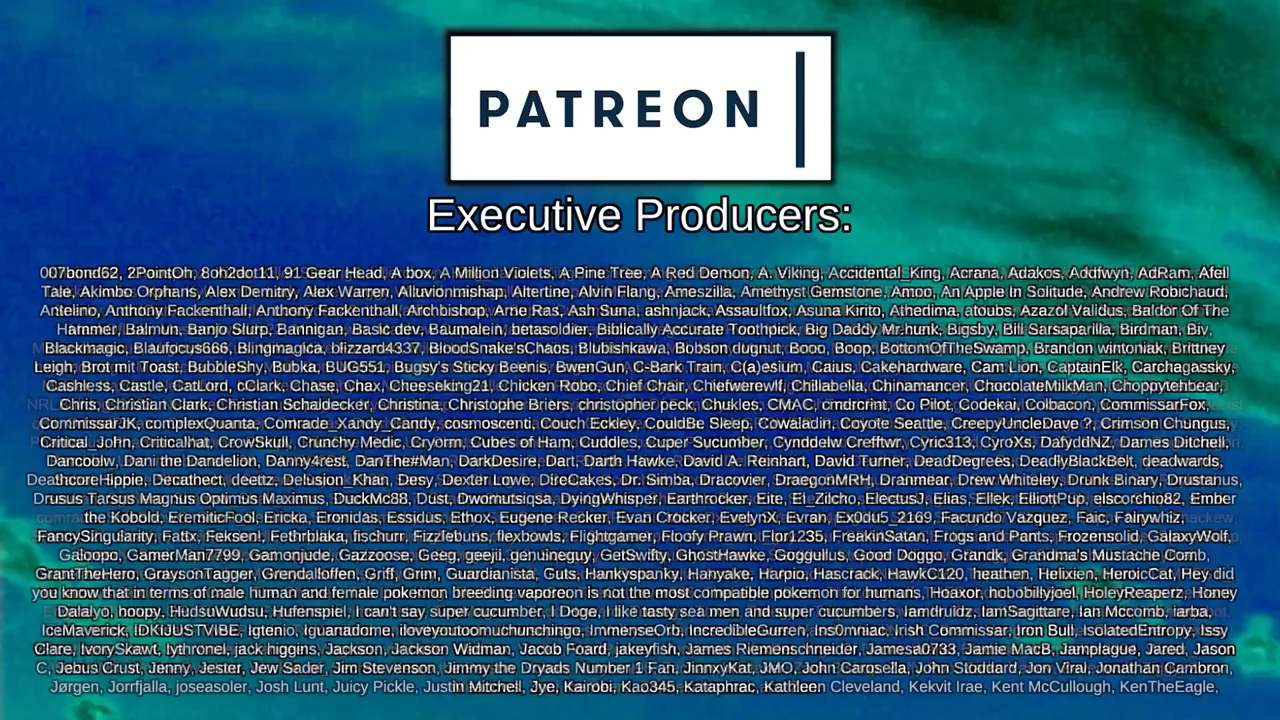 PATREON
Executive Producers:
007bond62, 2PointOh, 8oh2dot11, 91 Gear Head, A box, A Million Violets, A Pine Tree, A Red Demon, A. Viking, Accidental_King, Acrana, Adakos, Addfwyn, AdRam, Afell
Tale, Akimbo Orphans, Alex Demitry, Alex Warren, Alluvionmishap, Altertine, Alvin Flang, Ameszilla, Amethyst Gemstone, Amoo, An Apple In Solitude, Andrew Robichaud,
Antelino, Anthony Fackenthall, Anthony Fackenthall, Archbishop, Arne Ras, Ash Suna, ashnjack, Assaultfox, Asuna Kirito, Athedima, atoubs, Azazol Validus, Bal'dor Of The
Hammer, Balmun, Banjo Slurp, Bannigan, Basic dev, Baumalein, betasoldier, Biblically Accurate Toothpick, Big Daddy Mr.hunk, Bigsby, Bill Sarsaparilla, Birdman, Biv,
Blackmagic, Blaufocus666, Blingmagica, blizzard4337, BloodSnake'sChaos, Blubishkawa, Bobson dugnut, Booo, Boop, BottomOfTheSwamp, Brandon wintoniak, Britney
Leigh, Brot mit Toast, BubbleShy, Bubka, BUG551, Bugsy's Sticky Beenis, BwenGun, C-Bark Train, C(a)esium, Caius, Cakehardware, Cam Lion, CaptainElk, Carchagassky,
Cashless, Castle, CatLord, cClark, Chase, Chax, Cheeseking21, Chicken Robo, Chief Chair, Chiefwerewlf, Chillabella, Chinamancer, ChocolateMilkMan, Choppytehbear,
Chris, Christian Clark, Christian Schaldecker, Christina, Christophe Briers, christopher peck, Chukles, CMAC, cmdrcrint, Co Pilot, Codekai, Colbacon, CommissarFox,
CommissarJK, complexQuanta, Comrade_Xandy_Candy, cosmoscenti, Couch Eckley, CouldBe Sleep, CoWaladin, Coyote Seattle, CreepyUncleDave ?, Crimson Chungus,
Critical_John, Criticalhat, CrowSkull, Crunchy Medic, Cryorm, Cubes of Ham, Cuddles, Cuper Sucumber, Cynddelw Crefftwr, Cyric313, CyroXs, DafyddNZ, Dames Ditchell,
Dancoolw, Dani the Dandelion, Danny4rest, DanThe#Man, DarkDesire, Dart, Darth Hawke, David A. Reinhart, David Turner, DeadDegrees, DeadlyBlackBelt, deadwards,
DeathcoreHippie, Decathect, deetz, Delusion_Khan, Desy, Dexter Lowe, DireCakes, Dr. Simba, Dracovier, DraegonMRH, Dranmear, Drew Whiteley, Drunk Binary, Drustanus,
Drusus Tarsus Magnus Optimus Maximus, DuckMc88, Dust, Dwomutsiqsa, DyingWhisper, Earthrocker, Eite, El_Zilcho, ElectusJ, Elias, Ellek, ElliottPup, elscorchio82, Ember
the Kobold, EremiticFool, Ericka, Eronidas, Essidus, Ethox, Eugene Recker, Evan Crocker, EvelynX, Evran, Ex0du5_2169, Facundo Vazquez, Faic, Fairywhiz,
FancySingularity, Fattx, Feksenl, Fethrblaka, fischurr, Fizzlebuns, flexbowls, Flightgamer, Floofy Prawn, Flor1235, FreakinSatan, Frogs and Pants, Frozensolid, GalaxyWolf,
Galoopo, GamerMan7799, Gamonjude, Gazzoose, Geeg, geejii, genuineguy, GetSwifty, GhostHawke, Goggullus, Good Doggo, Grandk, Grandma's Mustache Comb,
GrantTheHero, GraysonTagger, Grendalloffen, Griff, Grim, Guardianista, Guts, Hankyspanky, Hanyake, Harpio, Hascrack, HawkC120, heathen, Helixien, HeroicCat, Hey did
you know that in terms of male human and female pokemon breeding vaporeon is not the most compatible pokemon for humans, Hoaxor, hobobillyjoel, HoleyReaperz, Honey
Dalalyo, hoopy, HudsuWudsu, Hufenspiel, I can't say super cucumber, I Doge, I like tasty sea men and super cucumbers, Iamdruidz, IamSagittare, Ian Mccomb, iarba,
IceMaverick, IDKIJUSTVIBE, Igtenio, Iguanadome, iloveyoutoomuchunchingo, ImmenseOrb, IncredibleGurren, Ins0mniac, Irish Commissar, Iron Bull, IsolatedEntropy, Issy
Clare, IvorySkawt, Iythronel, jack higgins, Jackson, Jackson Widman, Jacob Foard, jakeyfish, James Riemenschneider, Jamesa0733, Jamie MacB, Jamplague, Jared, Jason
C, Jebus Crust, Jenny, Jester, Jew Sader, Jim Stevenson, Jimmy the Dryads Number 1 Fan, JinnxyKat, JMO, John Carosella, John Stoddard, Jon Viral, Jonathan Cambron,
Jørgen, Jorrfjalla, joseasoler, Josh Lunt, Juicy Pickle, Justin Mitchell, Jye, Kairobi, Kao345, Kataphrac, Kathleen Cleveland, Kekvit Irae, Kent McCullough, KenTheEagle,